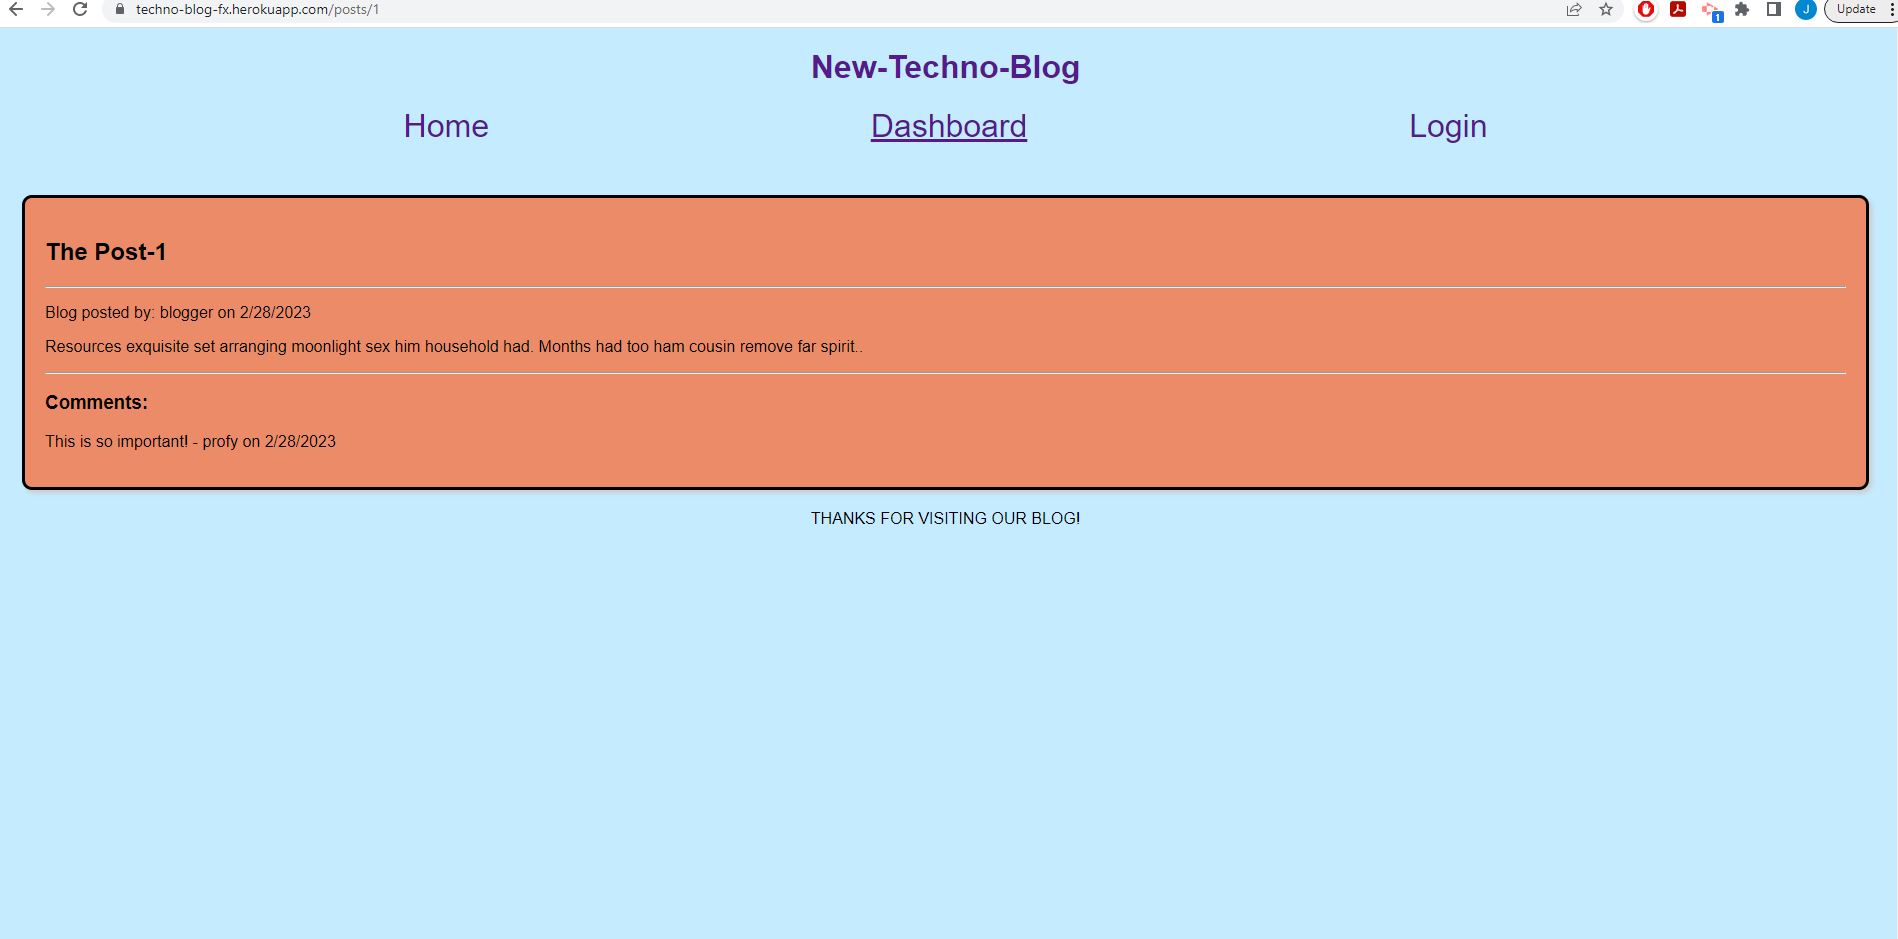 techno-blog-fx.herokuapp.com/posts/1
1
J
Update
New-Techno-Blog
Home Dashboard Login
The Post-1
Blog posted by: blogger on 2/28/2023
Resources exquisite set arranging moonlight sex him household had. Months had too ham cousin remove far spirit..
Comments:
This is so important! - profy on 2/28/2023
THANKS FOR VISITING OUR BLOG!